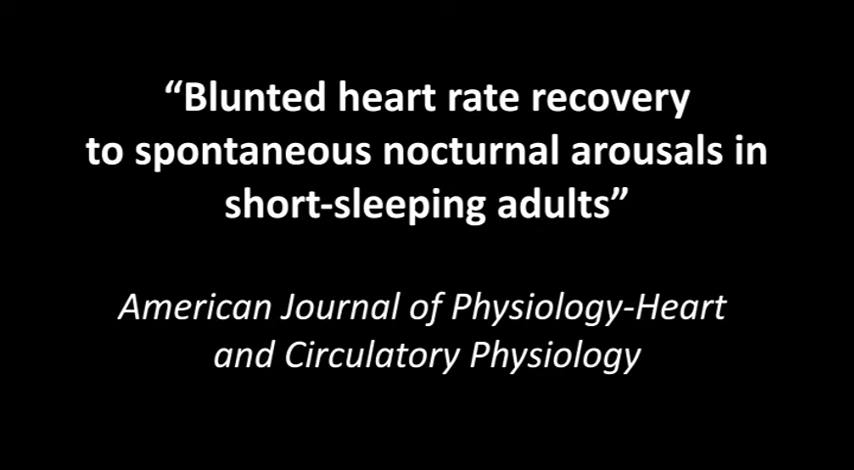 “Blunted heart rate recovery
to spontaneous nocturnal arousals in
short-sleeping adults”
American Journal of Physiology-Heart
and Circulatory Physiology